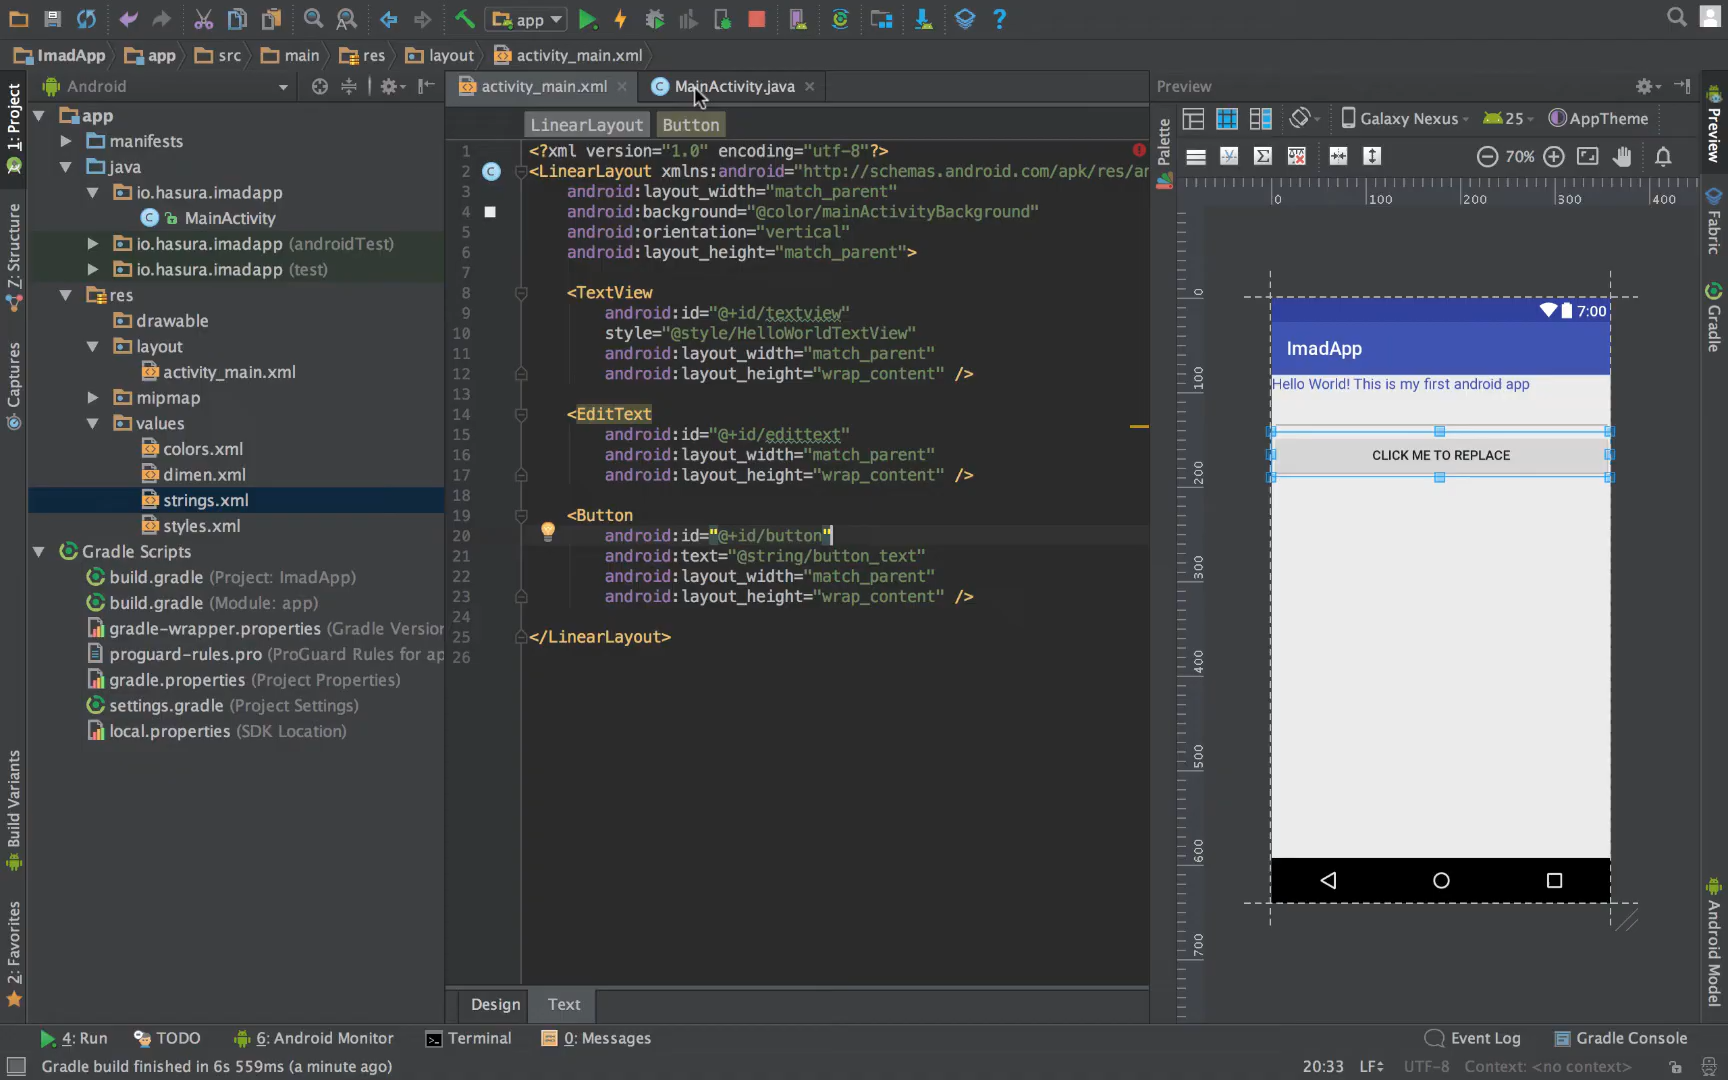 app
ImadApp
app
src
main
res
layout
activity_main.xml
1: Project
Z: Structure
Captures
Build Variants
2: Favorites
Android
app
manifests
java
io.hasura.imadapp
MainActivity
io.hasura.imadapp (androidTest)
io.hasura.imadapp (test)
res
drawable
layout
activity_main.xml
mipmap
values
colors.xml
dimen.xml
strings.xml
styles.xml
Gradle Scripts
build.gradle (Project: ImadApp)
build.gradle (Module: app)
gradle-wrapper.properties (Gradle Version
proguard-rules.pro (ProGuard Rules for ap
gradle.properties (Project Properties)
settings.gradle (Project Settings)
local.properties (SDK Location)
activity_main.xml
MainActivity.java
LinearLayout
Button
1 <?xml version="1.0" encoding="utf-8"?>
2 <LinearLayout xmlns:android="http://schemas.android.com/apk/res/ar
3 android:layout_width="match_parent"
4 android:background="@color/mainActivityBackground"
5 android:orientation="vertical"
6 android:layout_height="match_parent">
7
8 <TextView
9 android:id="@+id/textview"
10 style="@style/HelloWorldTextView"
11 android:layout_width="match_parent"
12 android:layout_height="wrap_content" />
13
14 <EditText
15 android:id="@+id/edittext"
16 android:layout_width="match_parent"
17 android:layout_height="wrap_content" />
18
19 <Button
20 android:id="@+id/button"
21 android:text="@string/button_text"
22 android:layout_width="match_parent"
23 android:layout_height="wrap_content" />
24
25 </LinearLayout>
26
Design
Text
Preview
Palette
Galaxy Nexus
25
AppTheme
70%
0
100
200
300
400
0
100
200
300
400
500
600
700
7:00
ImadApp
Hello World! This is my first android app
CLICK ME TO REPLACE
Preview
Fabric
Gradle
Android Model
4: Run
TODO
6: Android Monitor
Terminal
0: Messages
Event Log
Gradle Console
Gradle build finished in 6s 559ms (a minute ago)
20:33
LF
UTF-8
Context: <no context>